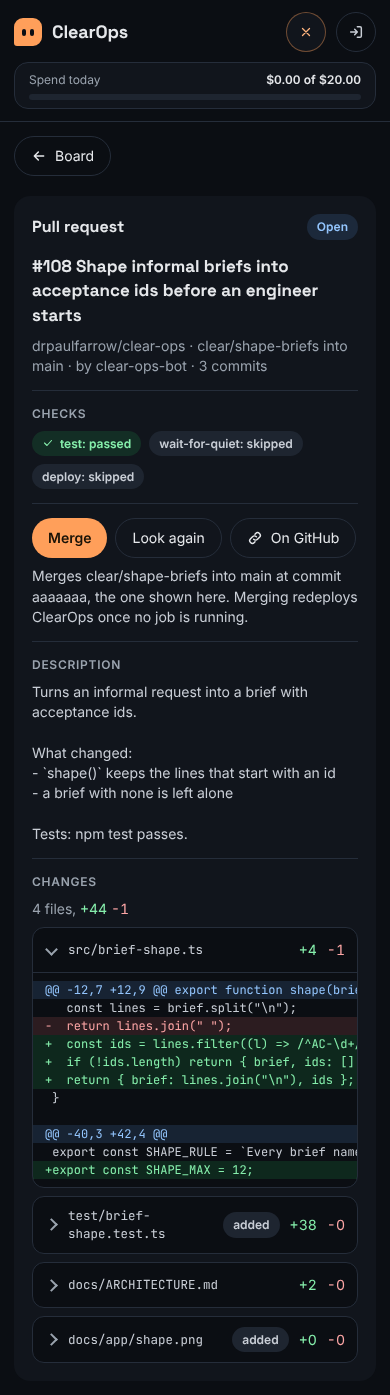 ClearOps
Spend today $0.00 of $20.00
Board
Pull request Open
#108 Shape informal briefs into
acceptance ids before an engineer
starts
drpaulfarrow/clear-ops · clear/shape-briefs into
main · by clear-ops-bot · 3 commits
CHECKS
test: passed wait-for-quiet: skipped
deploy: skipped
Merge Look again On GitHub
Merges clear/shape-briefs into main at commit
aaaaaaa, the one shown here. Merging redeploys
ClearOps once no job is running.
DESCRIPTION
Turns an informal request into a brief with
acceptance ids.
What changed:
- `shape()` keeps the lines that start with an id
- a brief with none is left alone
Tests: npm test passes.
CHANGES
4 files, +44 -1
src/brief-shape.ts +4 -1
@@ -12,7 +12,9 @@ export function shape(brie
const lines = brief.split("\n");
- return lines.join(" ");
+ const ids = lines.filter((l) => /^AC-\d+/
+ if (!ids.length) return { brief, ids: []
+ return { brief: lines.join("\n"), ids };
}
@@ -40,3 +42,4 @@
export const SHAPE_RULE = `Every brief name
+export const SHAPE_MAX = 12;
test/brief-
shape.test.ts added +38 -0
docs/ARCHITECTURE.md +2 -0
docs/app/shape.png added +0 -0